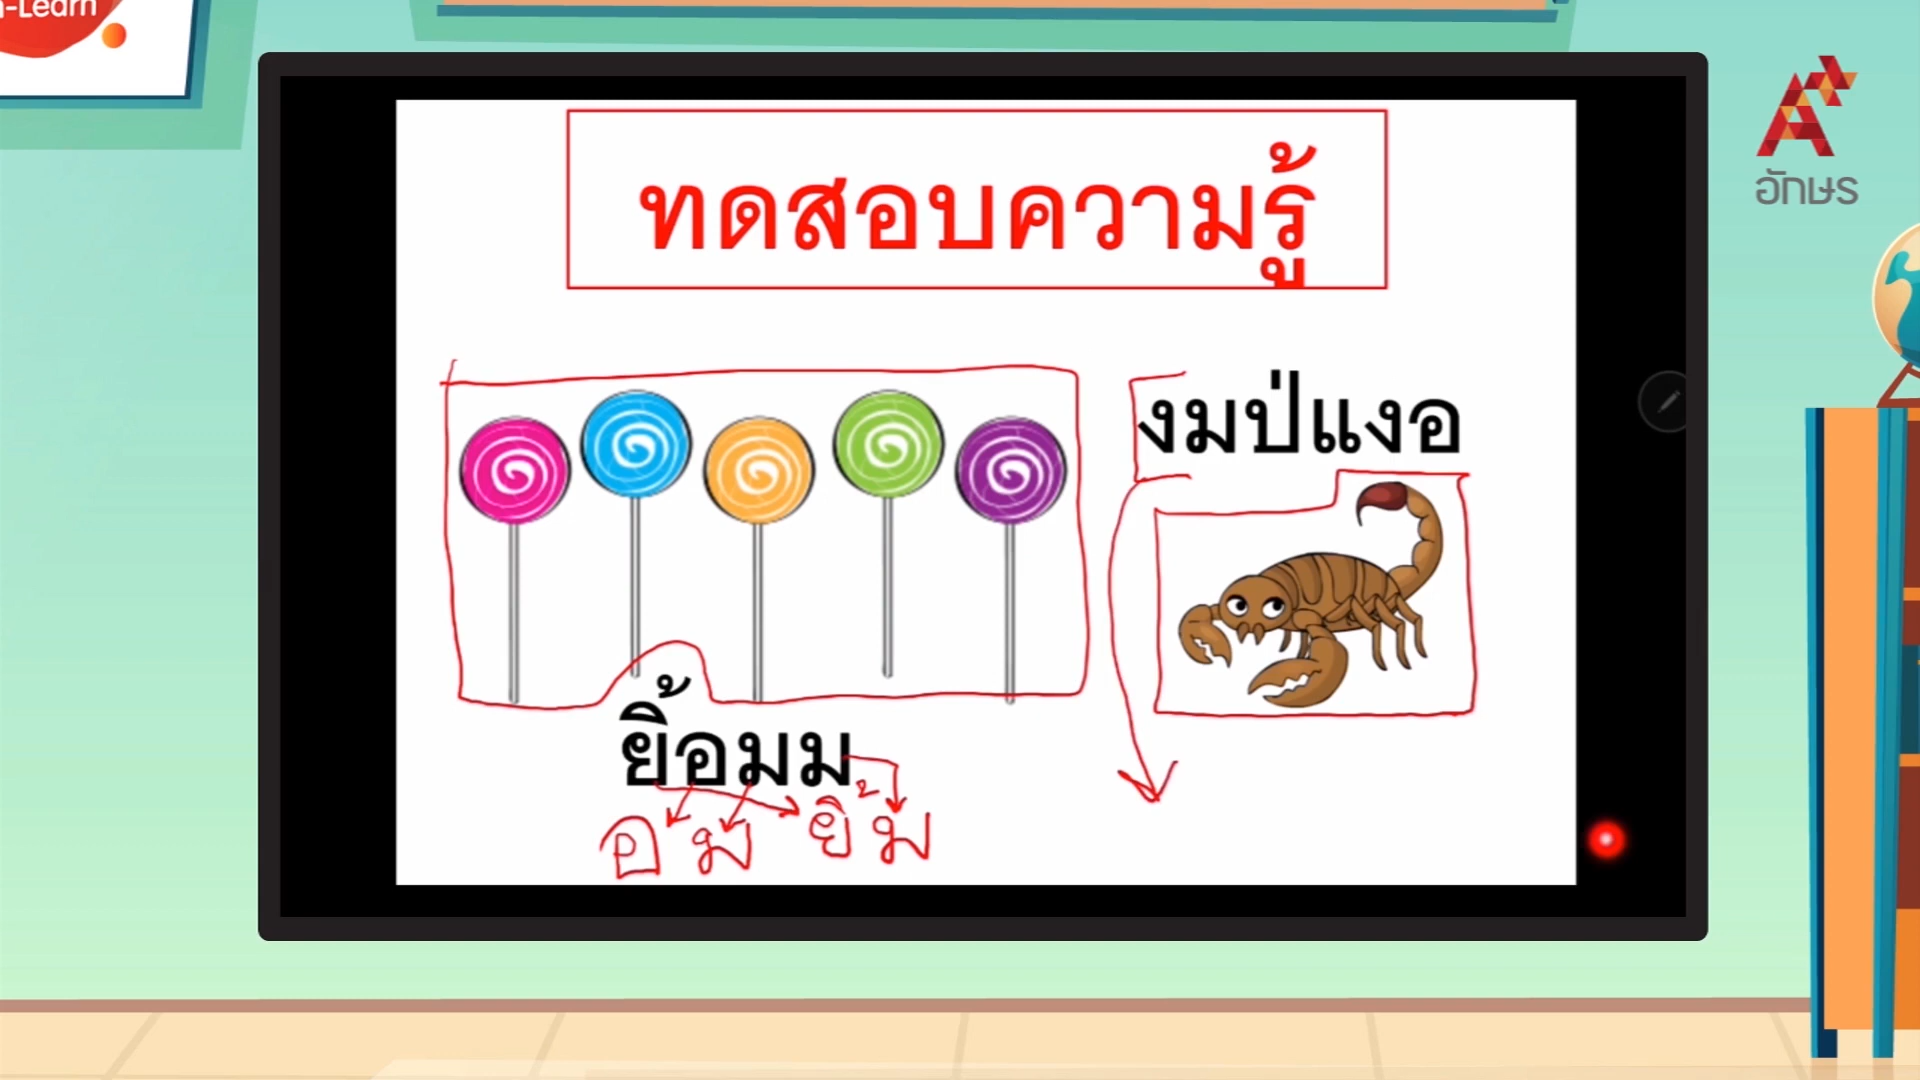 n-Learn
อักษร
ทดสอบความรู้
งมป่แงอ
ยิ้อมม
อมยิ้ม